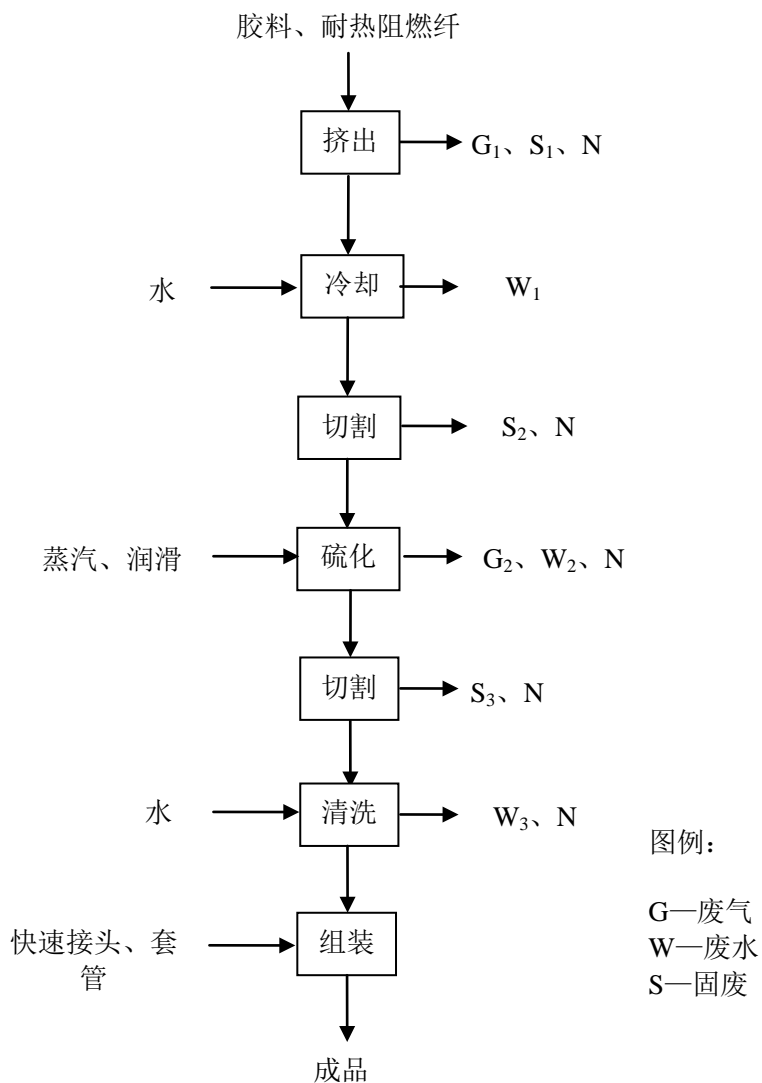 胶料、耐热阻燃纤
挤出
G₁、S₁、N
水
冷却
W₁
切割
S₂、N
蒸汽、润滑
硫化
G₂、W₂、N
切割
S₃、N
水
清洗
W₃、N
快速接头、套
管
组装
成品
图例：
G—废气
W—废水
S—固废